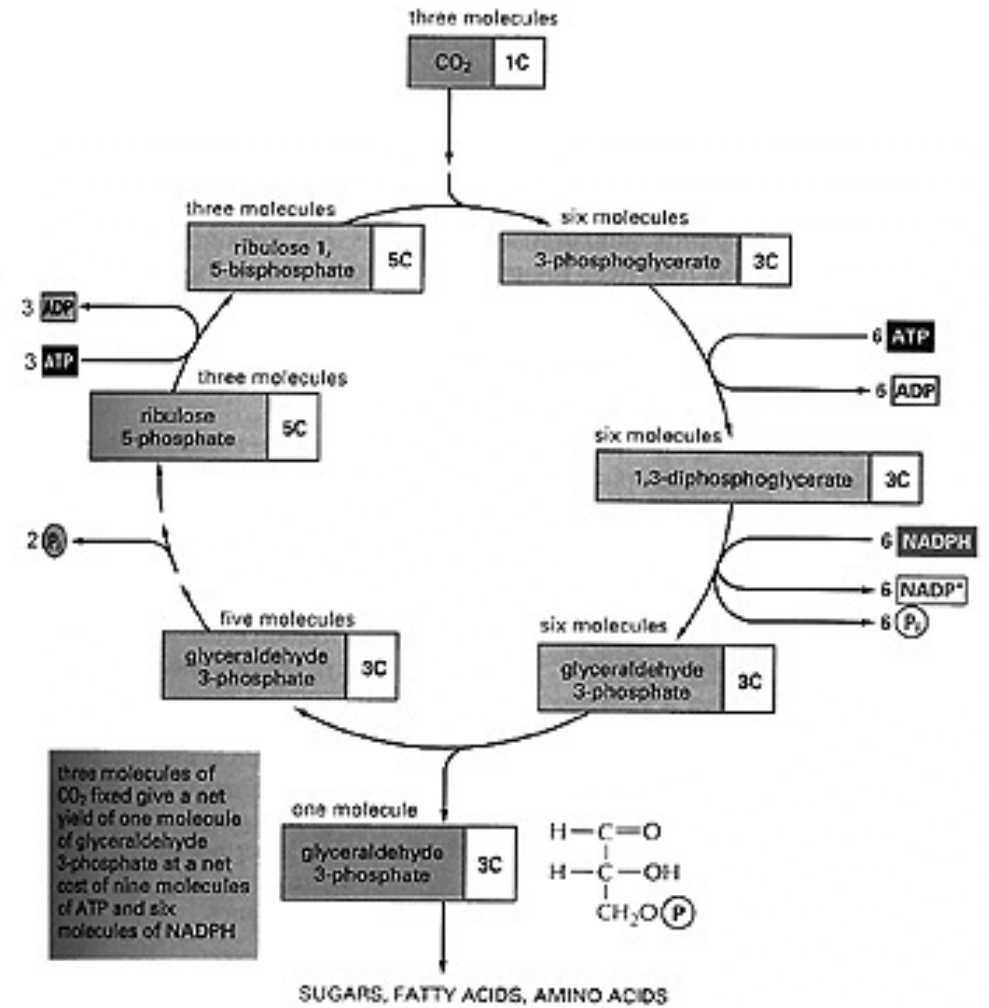 three molecules
CO₂ 1C
three molecules
ribulose 1,
5-bisphosphate
5C
six molecules
3-phosphoglycerate 3C
3 ADP
3 ATP
6 ATP
6 ADP
three molecules
ribulose
5-phosphate
5C
six molecules
1,3-diphosphoglycerate 3C
2 Pᵢ
6 NADPH
6 NADP⁺
6 Pᵢ
five molecules
glyceraldehyde
3-phosphate
3C
six molecules
glyceraldehyde
3-phosphate
3C
three molecules of
CO₂ fixed give a net
yield of one molecule
of glyceraldehyde
3-phosphate at a net
cost of nine molecules
of ATP and six
molecules of NADPH
one molecule
glyceraldehyde
3-phosphate
3C
H—C=O
H—C—OH
CH₂O P
SUGARS, FATTY ACIDS, AMINO ACIDS